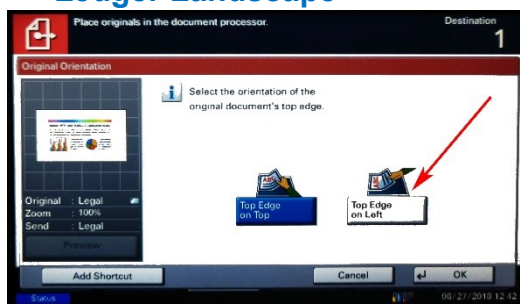 Ledger Landscape
Place originals in the document processor.
Destination
1
Original Orientation
Select the orientation of the
original document's top edge.
Original : Legal
Zoom : 100%
Send : Legal
Preview
Top Edge
on Top
Top Edge
on Left
Add Shortcut
Cancel
OK
Status
08/27/2018 12:42